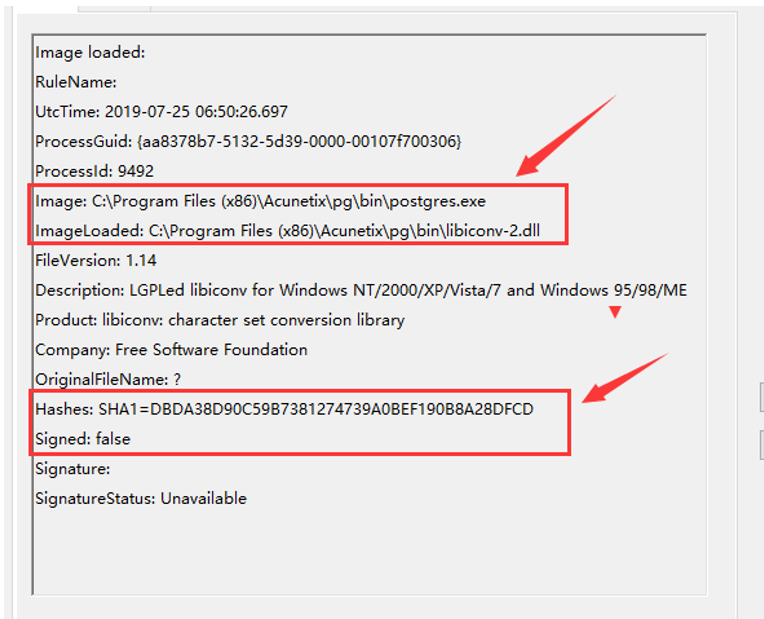 Image loaded:
RuleName:
UtcTime: 2019-07-25 06:50:26.697
ProcessGuid: {aa8378b7-5132-5d39-0000-00107f700306}
ProcessId: 9492
Image: C:\Program Files (x86)\Acunetix\pg\bin\postgres.exe
ImageLoaded: C:\Program Files (x86)\Acunetix\pg\bin\libiconv-2.dll
FileVersion: 1.14
Description: LGPLed libiconv for Windows NT/2000/XP/Vista/7 and Windows 95/98/ME
Product: libiconv: character set conversion library
Company: Free Software Foundation
OriginalFileName: ?
Hashes: SHA1=DBDA38D90C59B7381274739A0BEF190B8A28DFCD
Signed: false
Signature:
SignatureStatus: Unavailable